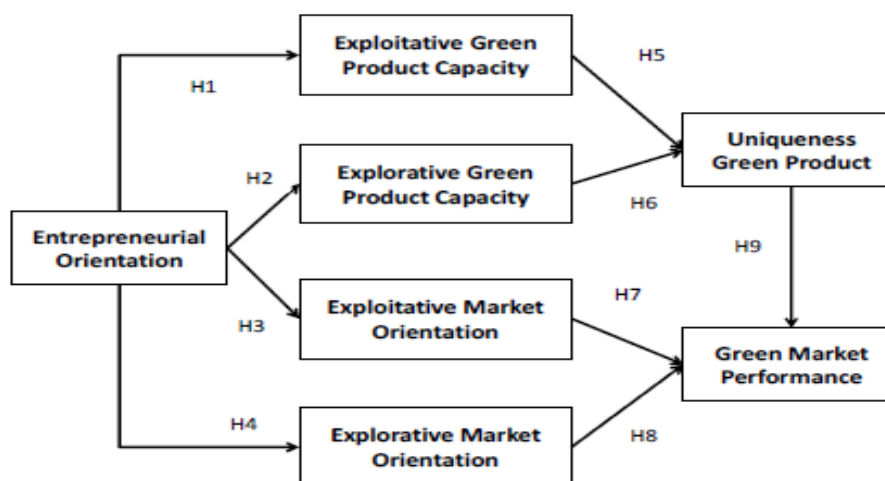 Exploitative Green
Product Capacity
H1
H5
Uniqueness
Green Product
Explorative Green
Product Capacity
H2
H6
Entrepreneurial
Orientation
H9
H3
Exploitative Market
Orientation
H7
Green Market
Performance
H4
Explorative Market
Orientation
H8